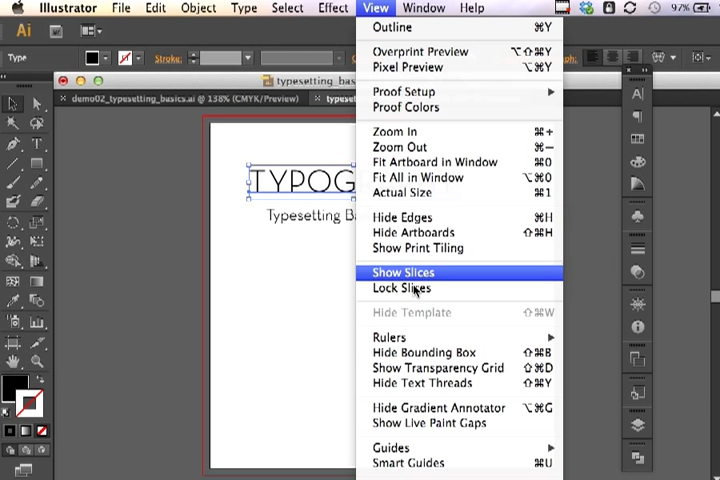 Illustrator File Edit Object Type Select Effect View Window Help 97%
Ai
Type Stroke:
typesetting_bas
demo02_typesetting_basics.ai @ 138% (CMYK/Preview)
typese
TYPOG
Typesetting Ba
Outline ⌘Y
Overprint Preview ⌥⇧⌘Y
Pixel Preview ⌥⌘Y
Proof Setup
Proof Colors
Zoom In ⌘+
Zoom Out ⌘−
Fit Artboard in Window ⌘0
Fit All in Window ⌥⌘0
Actual Size ⌘1
Hide Edges ⌘H
Hide Artboards ⇧⌘H
Show Print Tiling
Show Slices
Lock Slices
Hide Template ⇧⌘W
Rulers
Hide Bounding Box ⇧⌘B
Show Transparency Grid ⇧⌘D
Hide Text Threads ⇧⌘Y
Hide Gradient Annotator ⌥⌘G
Show Live Paint Gaps
Guides
Smart Guides ⌘U